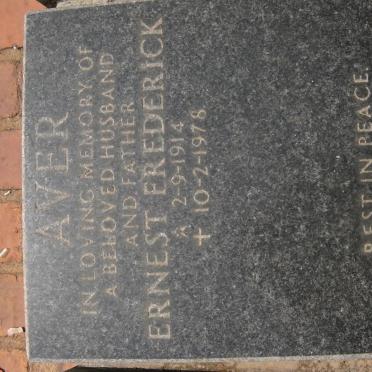 AVER
IN LOVING MEMORY OF
A BELOVED HUSBAND
AND FATHER
ERNEST FREDERICK
☆ 2-9-1914
✝ 10-2-1978
REST IN PEACE